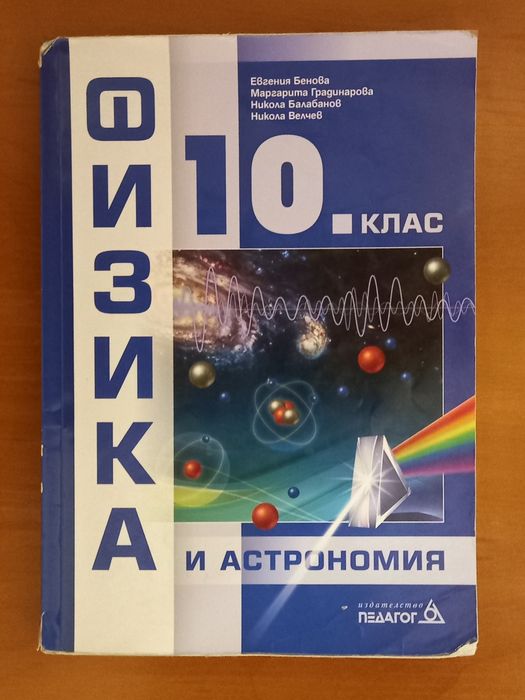 Евгения Бенова
Маргарита Градинарова
Никола Балабанов
Никола Велчев
ФИЗИКА
10. КЛАС
И АСТРОНОМИЯ
издателство
ПЕДАГОГ 6